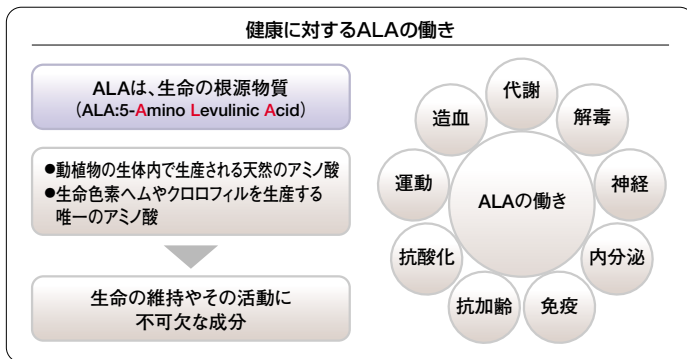 健康に対するALAの働き
ALAは、生命の根源物質
（ALA:5-Amino Levulinic Acid）
●動植物の生体内で生産される天然のアミノ酸
●生命色素ヘムやクロロフィルを生産する
唯一のアミノ酸
生命の維持やその活動に
不可欠な成分
ALAの働き
代謝
解毒
神経
内分泌
免疫
抗加齢
抗酸化
運動
造血